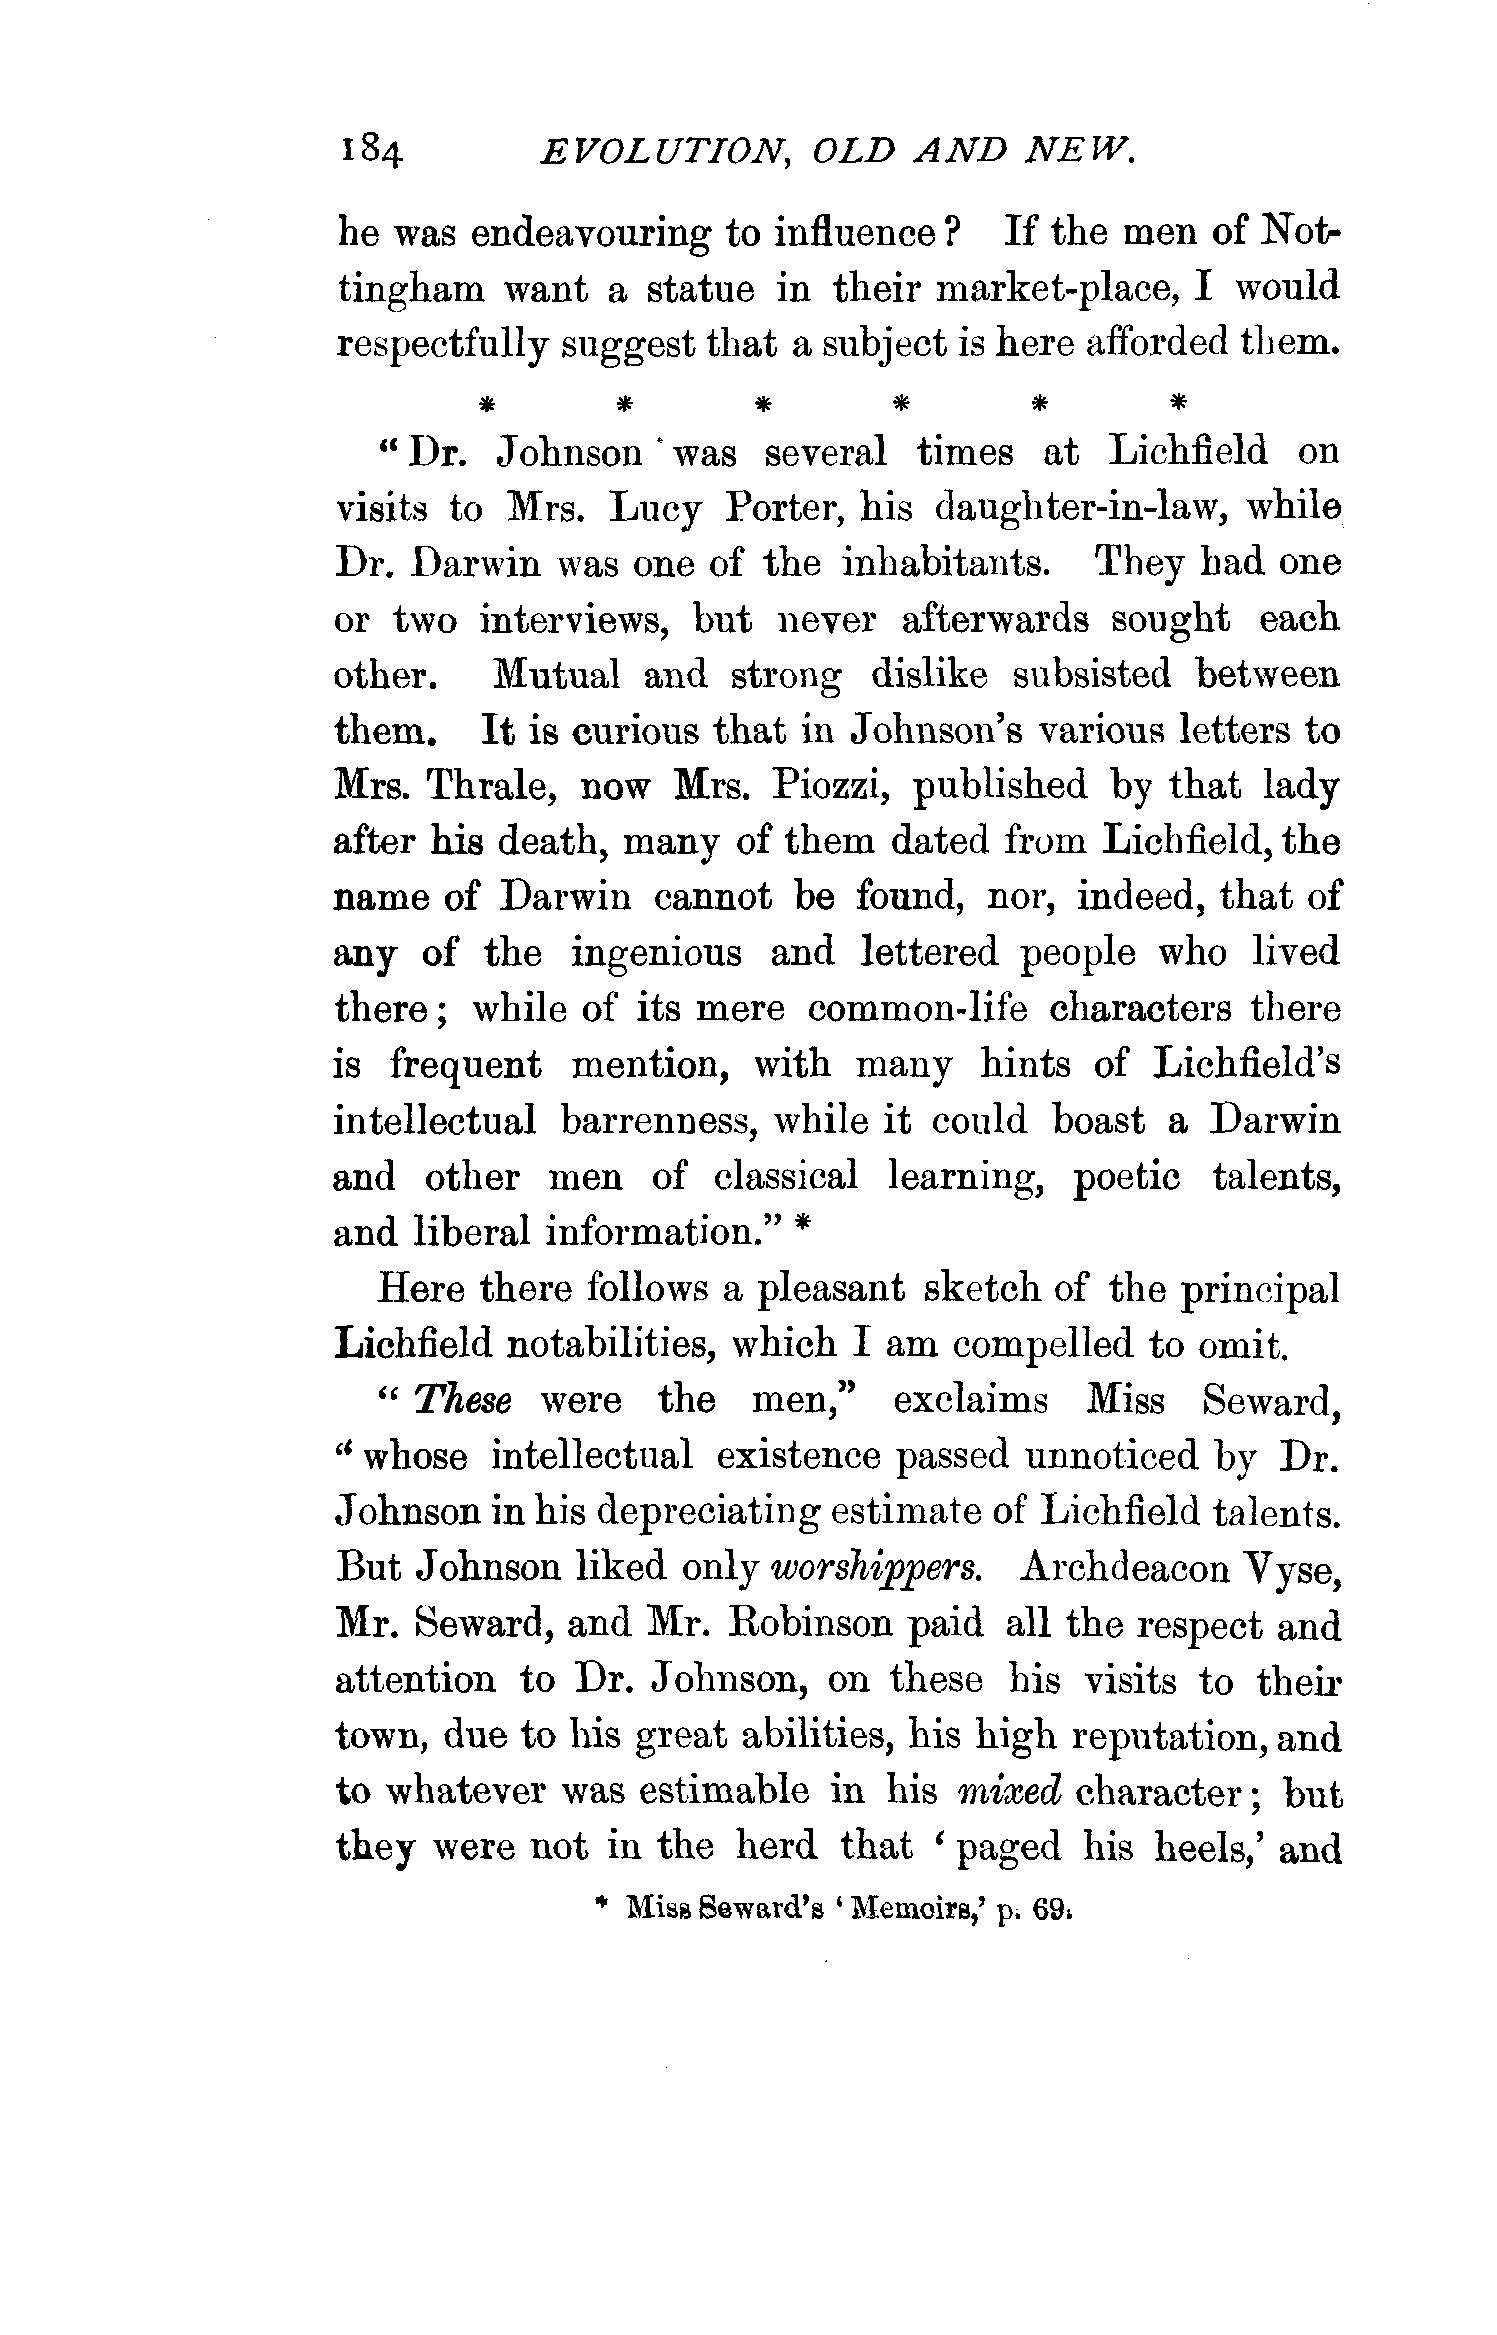 184 EVOLUTION, OLD AND NEW.
he was endeavouring to influence? If the men of Not-
tingham want a statue in their market-place, I would
respectfully suggest that a subject is here afforded them.
* * * * * *
“Dr. Johnson was several times at Lichfield on
visits to Mrs. Lucy Porter, his daughter-in-law, while
Dr. Darwin was one of the inhabitants. They had one
or two interviews, but never afterwards sought each
other. Mutual and strong dislike subsisted between
them. It is curious that in Johnson's various letters to
Mrs. Thrale, now Mrs. Piozzi, published by that lady
after his death, many of them dated from Lichfield, the
name of Darwin cannot be found, nor, indeed, that of
any of the ingenious and lettered people who lived
there; while of its mere common-life characters there
is frequent mention, with many hints of Lichfield's
intellectual barrenness, while it could boast a Darwin
and other men of classical learning, poetic talents,
and liberal information.” *
Here there follows a pleasant sketch of the principal
Lichfield notabilities, which I am compelled to omit.
“These were the men,” exclaims Miss Seward,
“whose intellectual existence passed unnoticed by Dr.
Johnson in his depreciating estimate of Lichfield talents.
But Johnson liked only worshippers. Archdeacon Vyse,
Mr. Seward, and Mr. Robinson paid all the respect and
attention to Dr. Johnson, on these his visits to their
town, due to his great abilities, his high reputation, and
to whatever was estimable in his mixed character; but
they were not in the herd that ‘paged his heels,’ and
* Miss Seward's ‘Memoirs,’ p. 69.